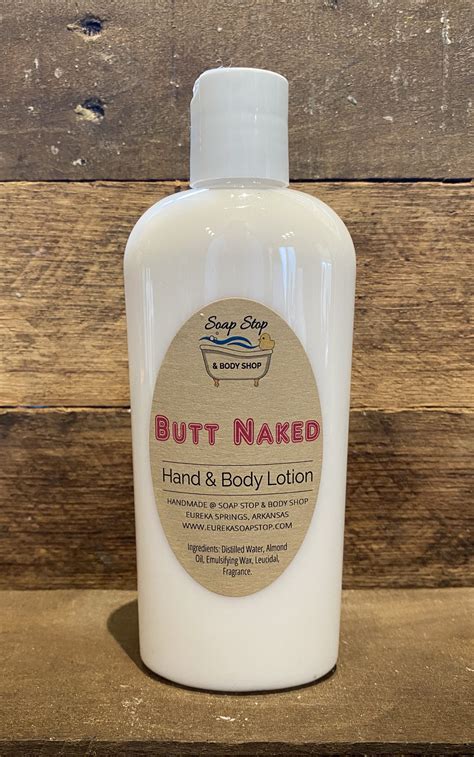 Soap Stop
& BODY SHOP
BUTT NAKED
Hand & Body Lotion
HANDMADE @ SOAP STOP & BODY SHOP
EUREKA SPRINGS, ARKANSAS
WWW.EUREKASOAPSTOP.COM
Ingredients: Distilled Water, Almond
Oil, Emulsifying Wax, Leucidal,
Fragrance.